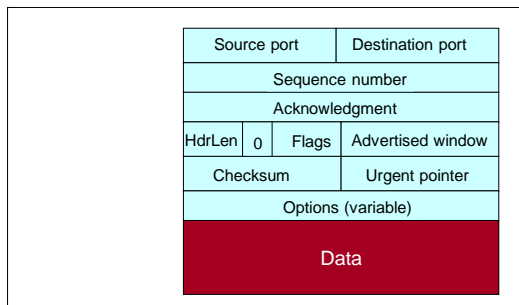 Source port Destination port
Sequence number
Acknowledgment
HdrLen 0 Flags Advertised window
Checksum Urgent pointer
Options (variable)
Data